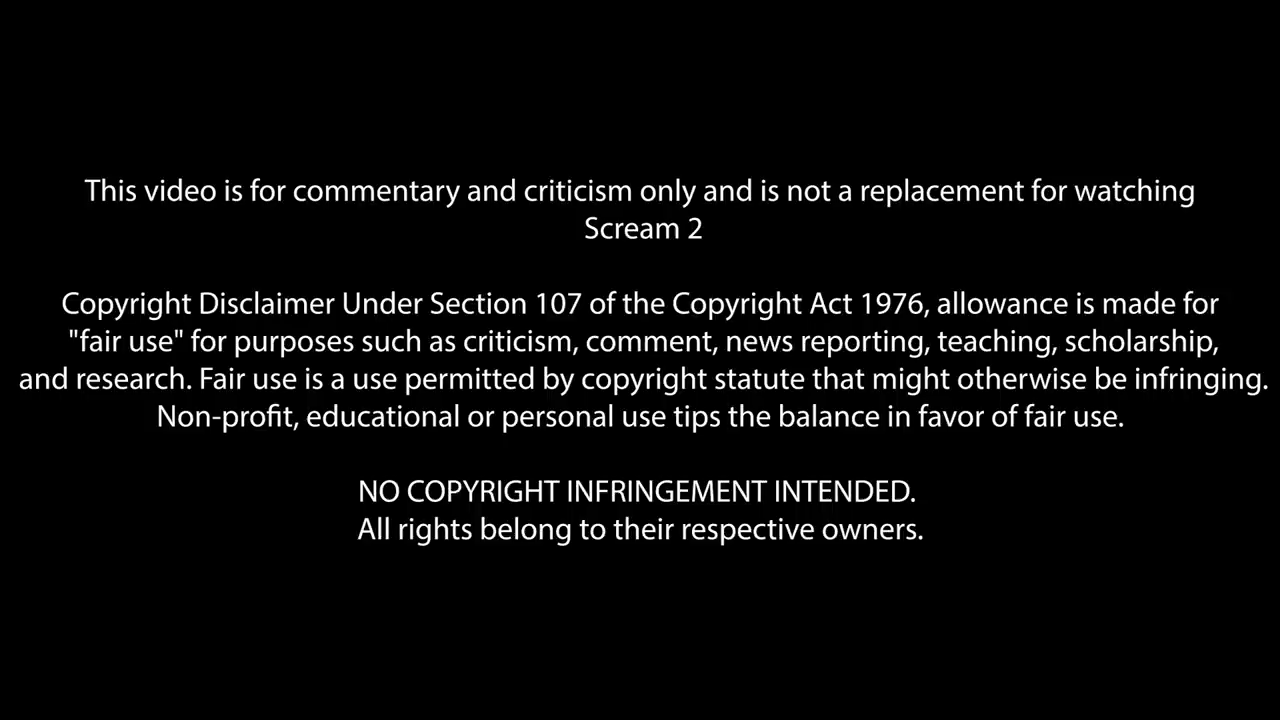 This video is for commentary and criticism only and is not a replacement for watching
Scream 2
Copyright Disclaimer Under Section 107 of the Copyright Act 1976, allowance is made for
"fair use" for purposes such as criticism, comment, news reporting, teaching, scholarship,
and research. Fair use is a use permitted by copyright statute that might otherwise be infringing.
Non-profit, educational or personal use tips the balance in favor of fair use.
NO COPYRIGHT INFRINGEMENT INTENDED.
All rights belong to their respective owners.